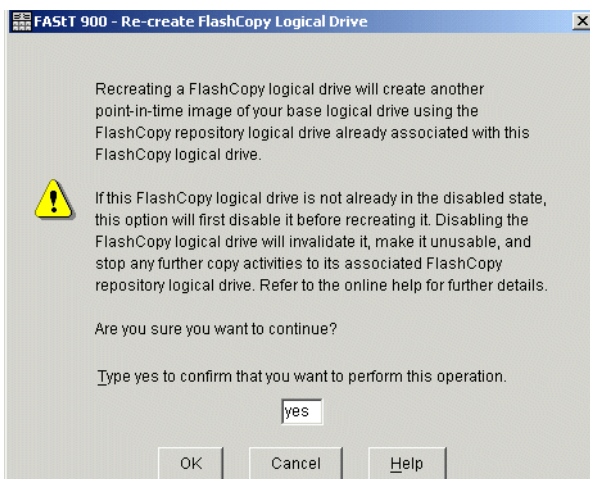 FAStT 900 - Re-create FlashCopy Logical Drive
Recreating a FlashCopy logical drive will create another
point-in-time image of your base logical drive using the
FlashCopy repository logical drive already associated with this
FlashCopy logical drive.
If this FlashCopy logical drive is not already in the disabled state,
this option will first disable it before recreating it. Disabling the
FlashCopy logical drive will invalidate it, make it unusable, and
stop any further copy activities to its associated FlashCopy
repository logical drive. Refer to the online help for further details.
Are you sure you want to continue?
Type yes to confirm that you want to perform this operation.
yes
OK Cancel Help